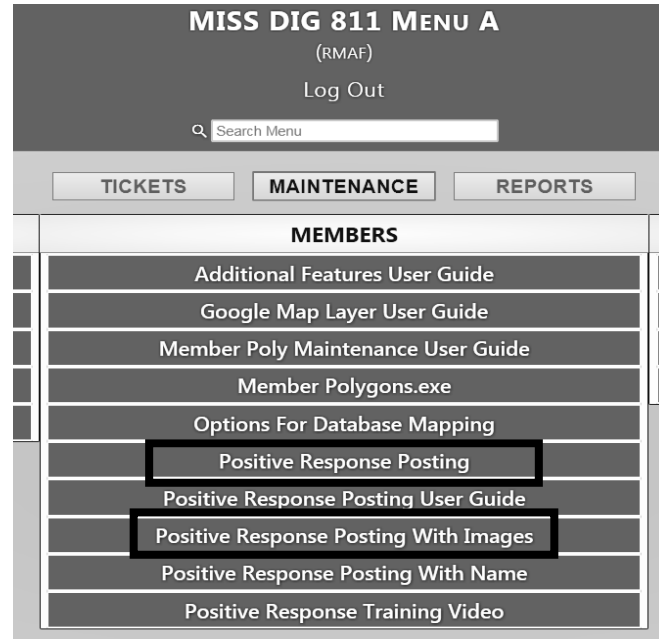 MISS DIG 811 MENU A
(RMAF)
Log Out
Search Menu
TICKETS MAINTENANCE REPORTS
MEMBERS
Additional Features User Guide
Google Map Layer User Guide
Member Poly Maintenance User Guide
Member Polygons.exe
Options For Database Mapping
Positive Response Posting
Positive Response Posting User Guide
Positive Response Posting With Images
Positive Response Posting With Name
Positive Response Training Video